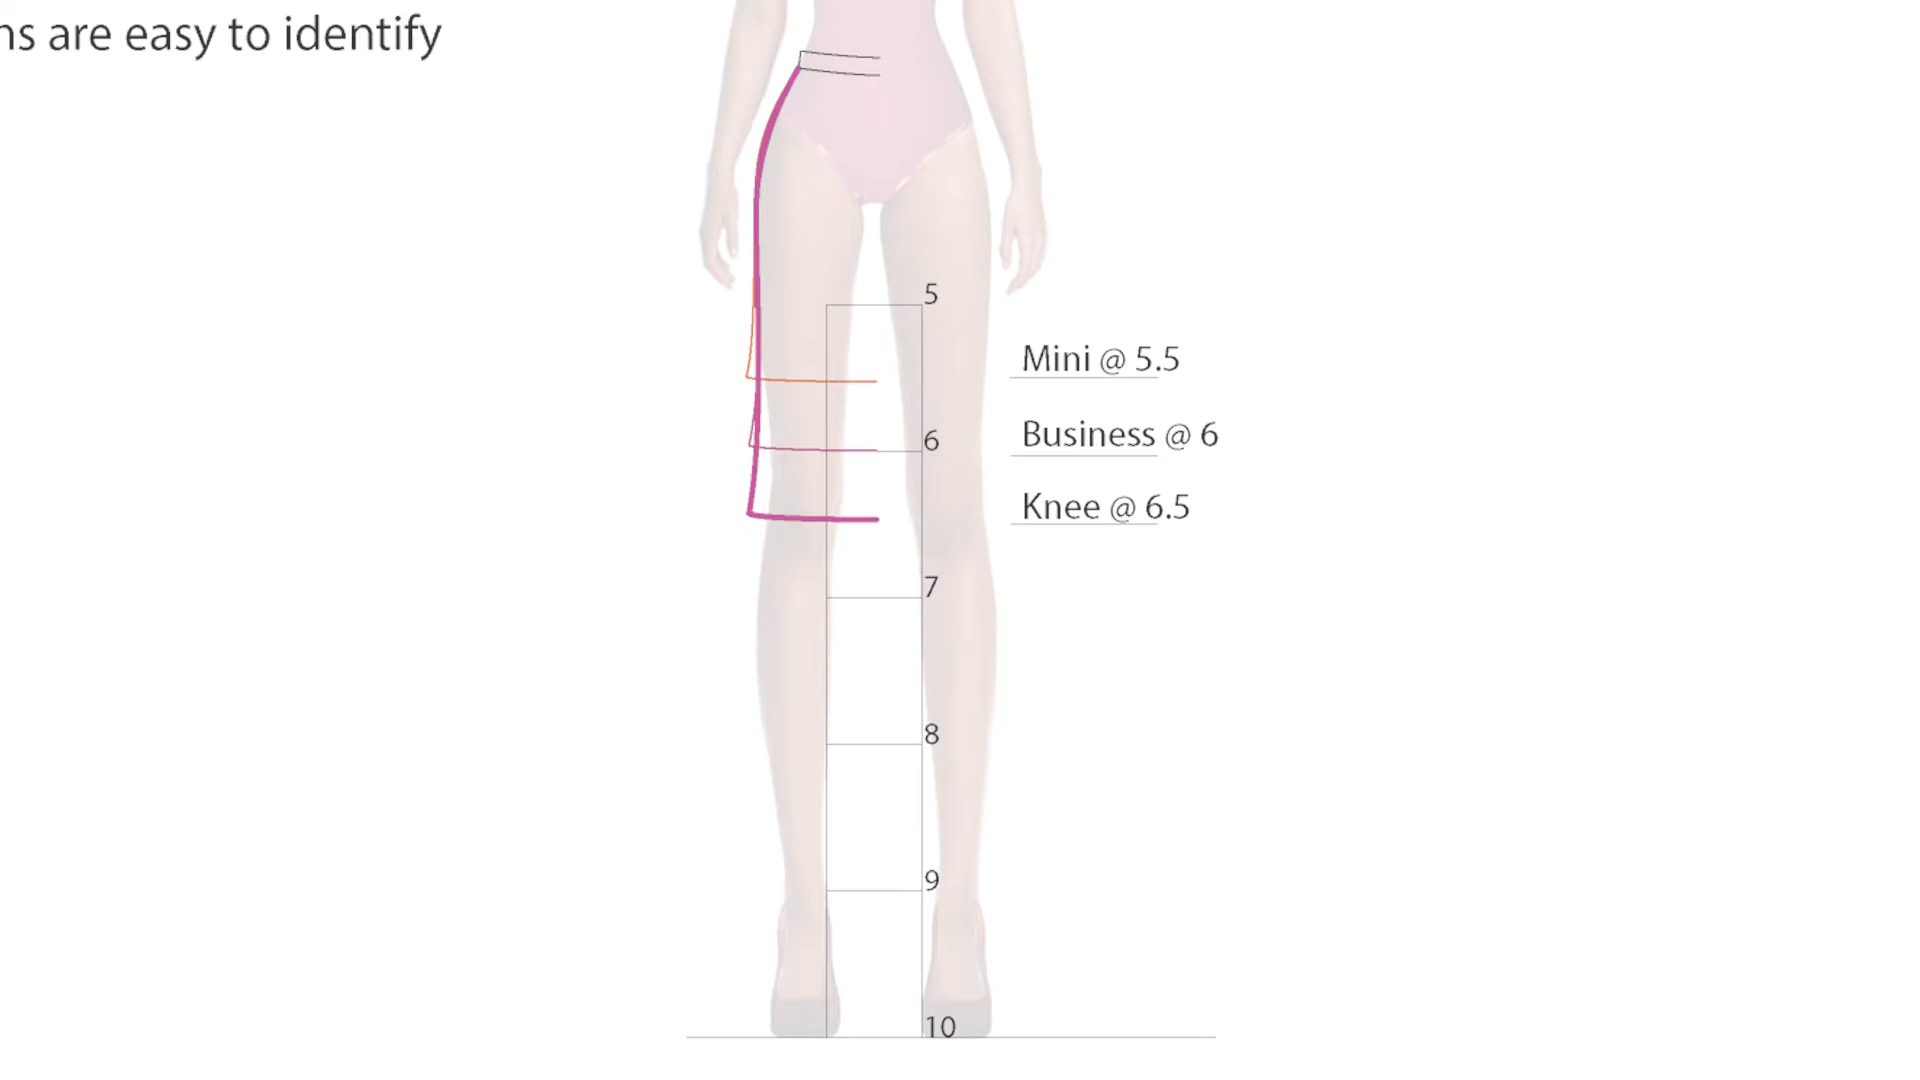 ns are easy to identify
5
Mini @ 5.5
Business @ 6
6
Knee @ 6.5
7
8
9
10